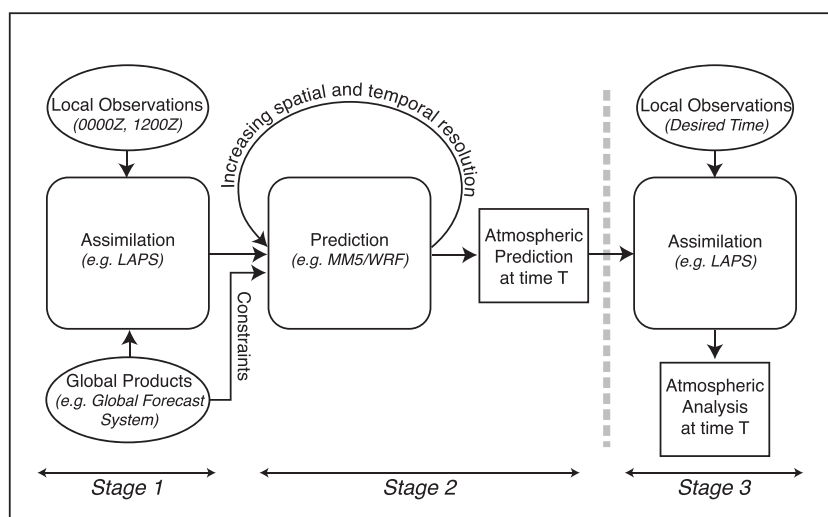 Local Observations
(0000Z, 1200Z)
Assimilation
(e.g. LAPS)
Global Products
(e.g. Global Forecast
System)
Constraints
Increasing spatial and temporal resolution
Prediction
(e.g. MM5/WRF)
Atmospheric
Prediction
at time T
Local Observations
(Desired Time)
Assimilation
(e.g. LAPS)
Atmospheric
Analysis
at time T
Stage 1
Stage 2
Stage 3